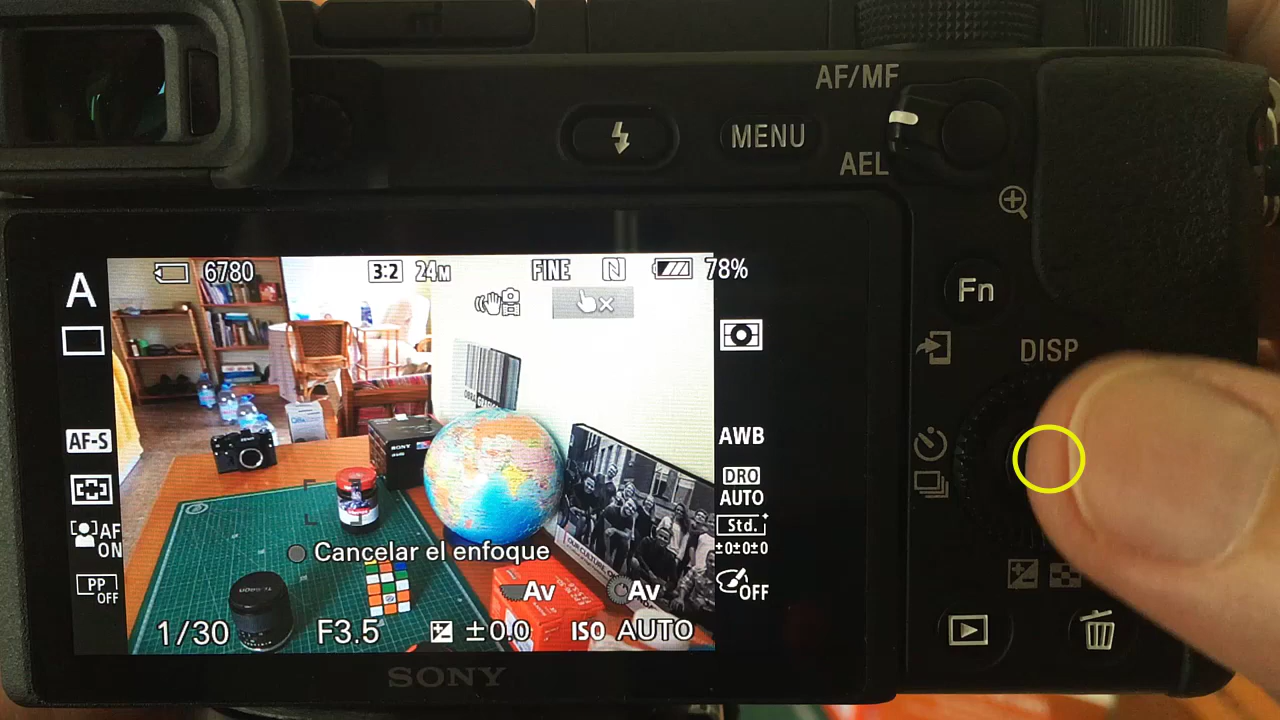 AF/MF
MENU
AEL
A
6780
3:2
24M
FINE
N
78%
Fn
DISP
AF-S
AWB
DRO
AUTO
AF
ON
Std.
±0±0±0
PP
OFF
OFF
SONY
Cancelar el enfoque
Av
Av
1/30
F3.5
±0.0
ISO AUTO
SONY